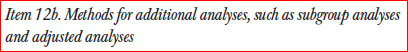 Item 12b. Methods for additional analyses, such as subgroup analyses
and adjusted analyses